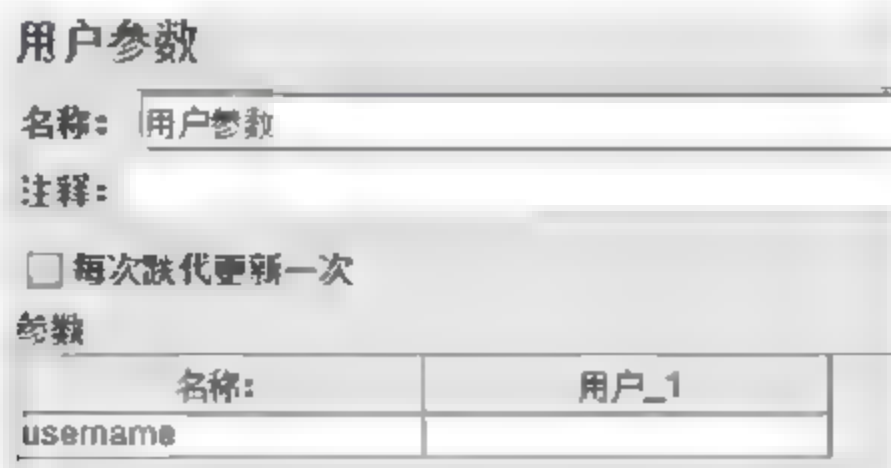 用户参数
名称： 用户参数
注释：
每次跌代更新一次
参数
名称： 用户_1
username